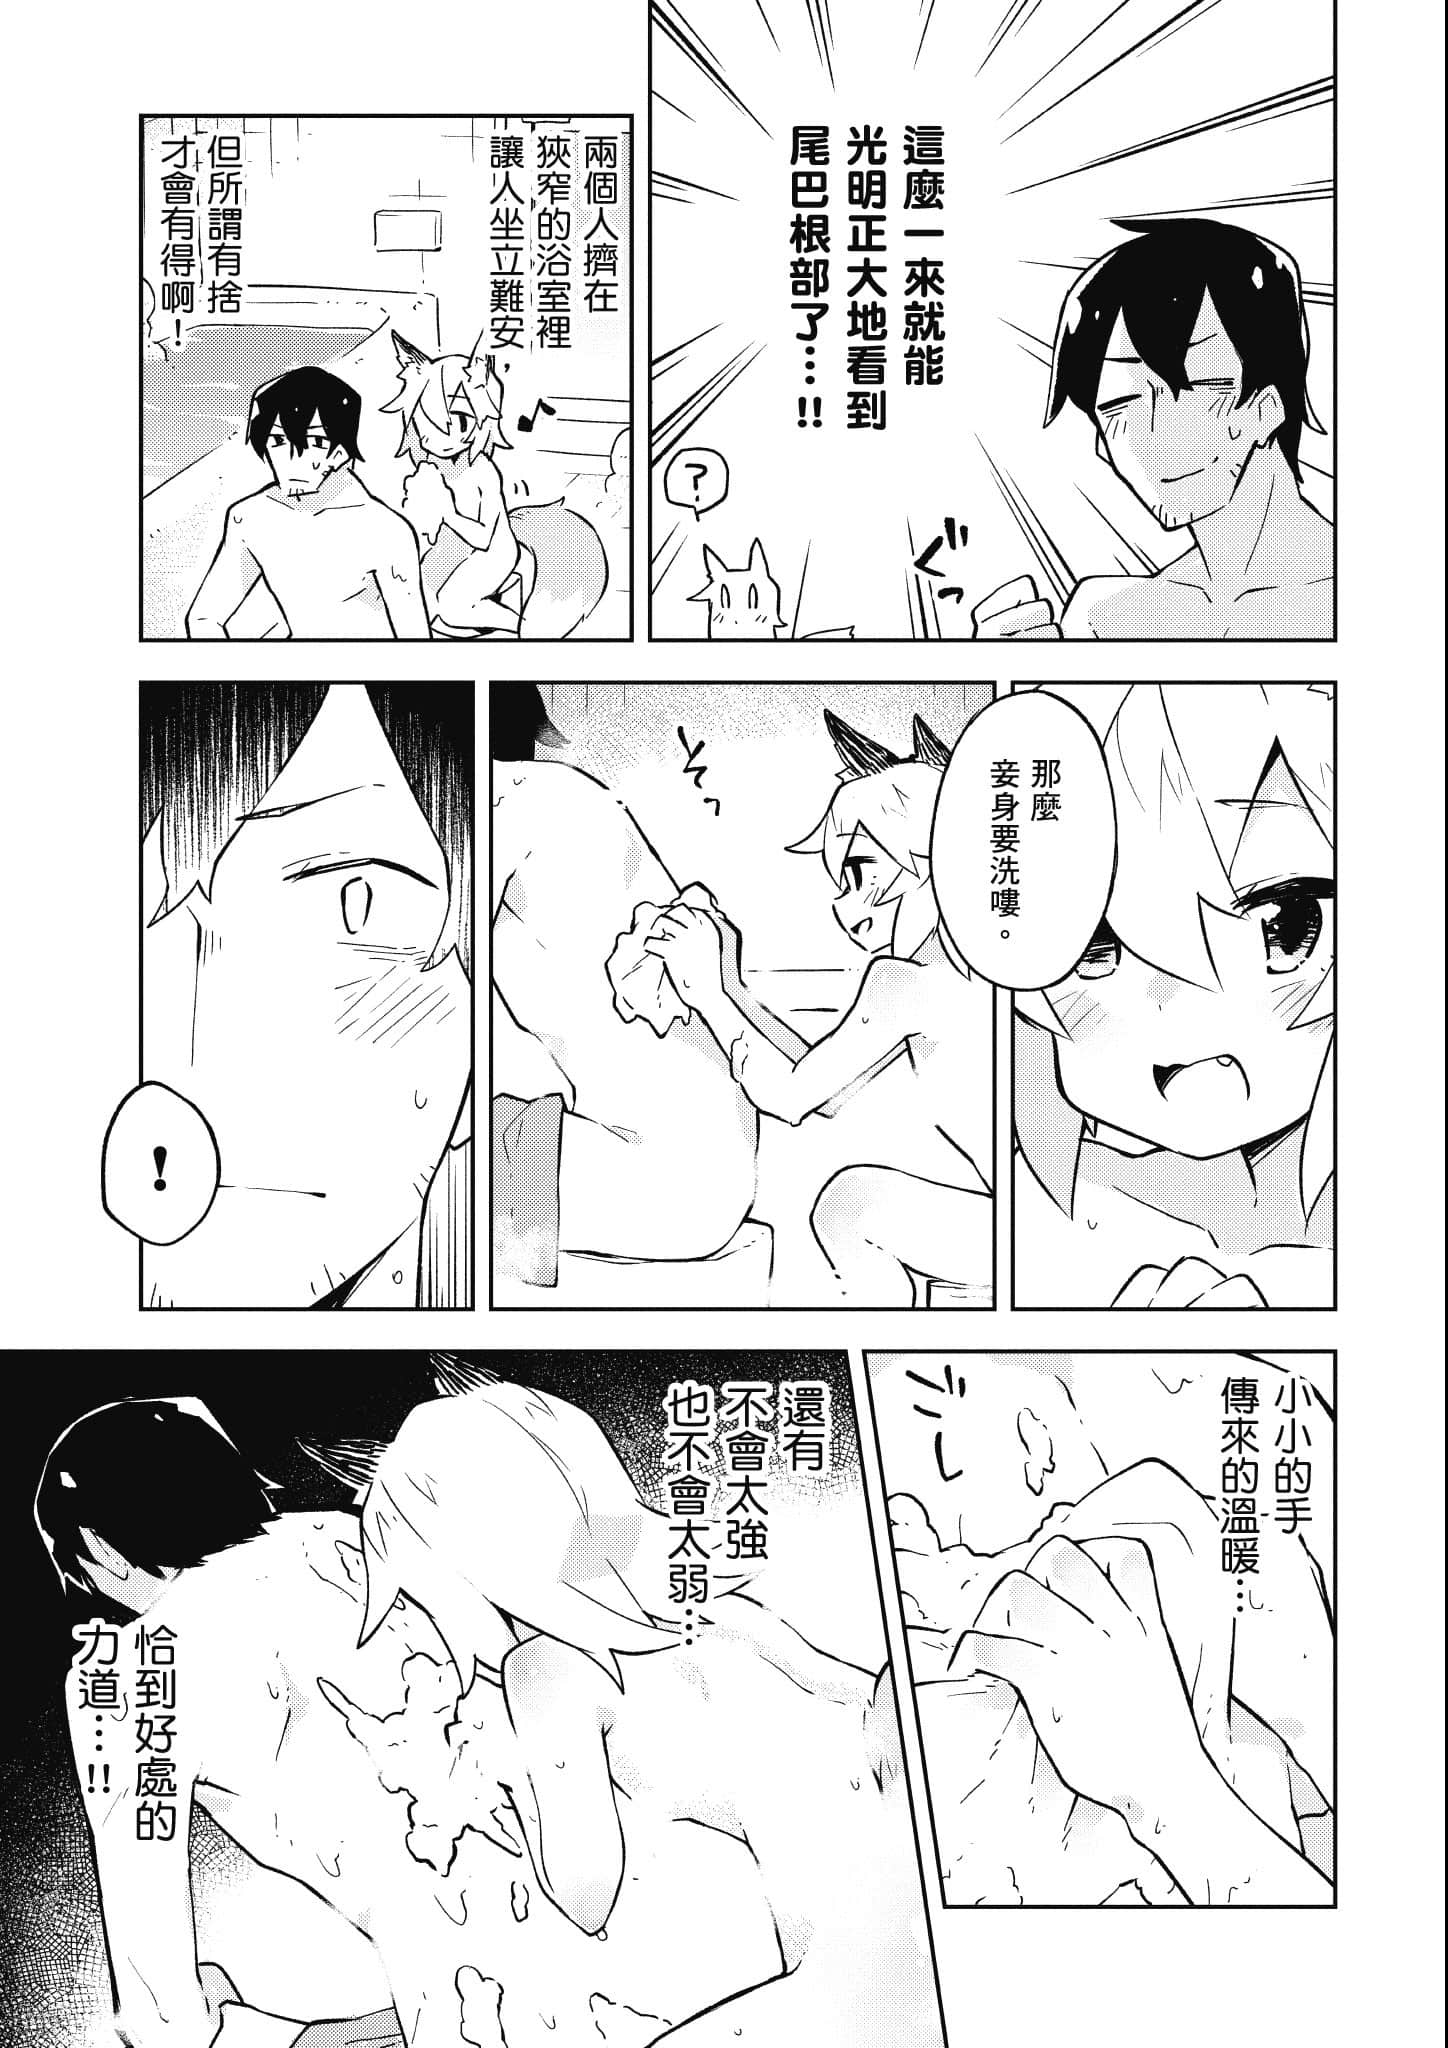 這麼一來就能
光明正大地看到
尾巴根部了…!!
?
ぐっ
兩個人擠在
狹窄的浴室裡
讓人坐立難安，
但所謂有捨
才會有得啊！
那麼
妾身要洗嘍。
!
小小的手
傳來的溫暖…
還有
不會太強
也不會太弱…
恰到好處的
力道…!!